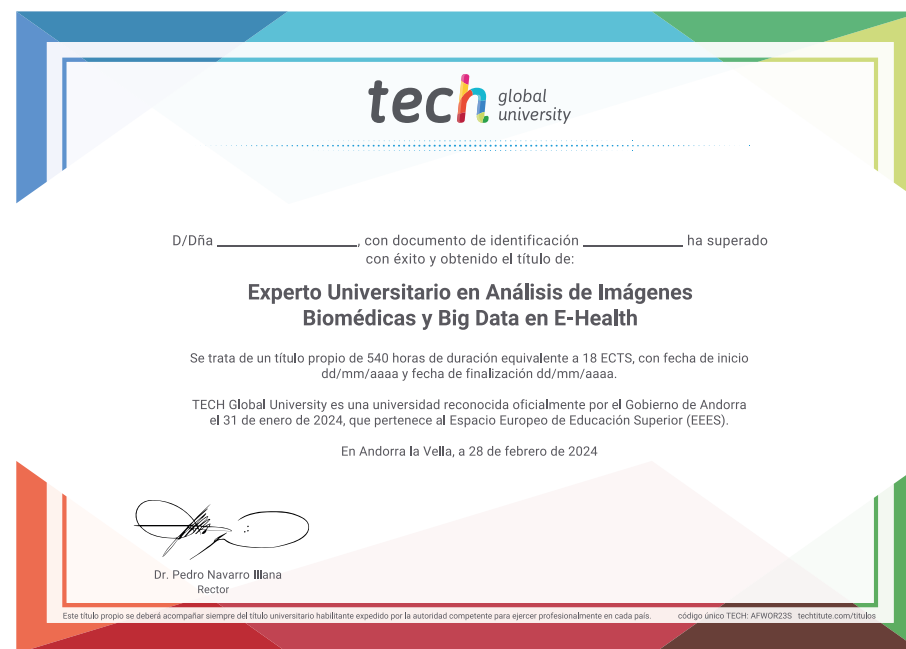 tech global
university
D/Dña ____________________, con documento de identificación ______________ ha superado
con éxito y obtenido el título de:
Experto Universitario en Análisis de Imágenes
Biomédicas y Big Data en E-Health
Se trata de un título propio de 540 horas de duración equivalente a 18 ECTS, con fecha de inicio
dd/mm/aaaa y fecha de finalización dd/mm/aaaa.
TECH Global University es una universidad reconocida oficialmente por el Gobierno de Andorra
el 31 de enero de 2024, que pertenece al Espacio Europeo de Educación Superior (EEES).
En Andorra la Vella, a 28 de febrero de 2024
Dr. Pedro Navarro Illana
Rector
Este título propio se deberá acompañar siempre del título universitario habilitante expedido por la autoridad competente para ejercer profesionalmente en cada país. código único TECH: AFWOR23S techtitute.com/titulos